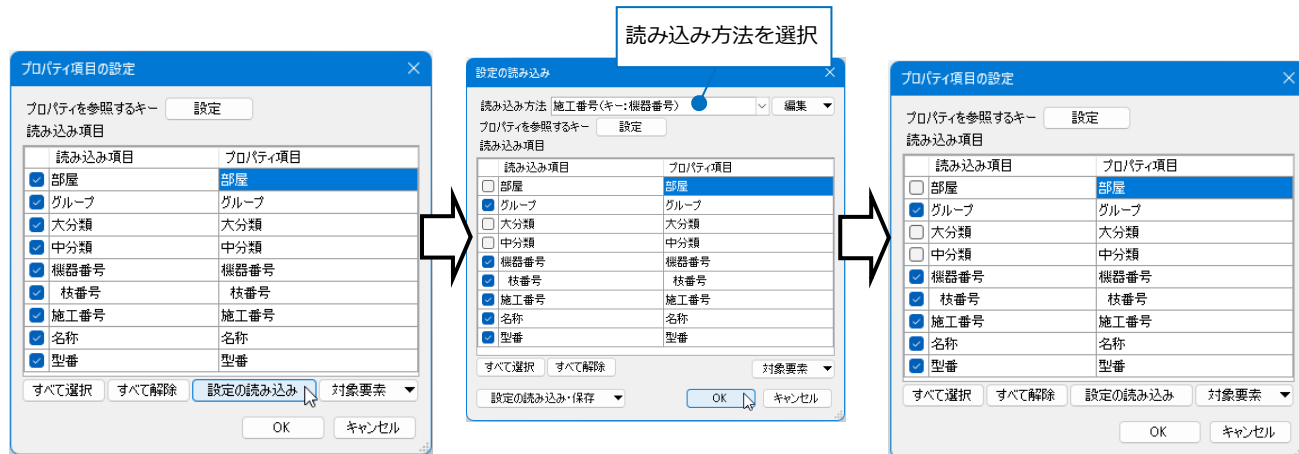 読み込み方法を選択
プロパティ項目の設定
プロパティを参照するキー 設定
読み込み項目
読み込み項目 プロパティ項目
部屋 部屋
グループ グループ
大分類 大分類
中分類 中分類
機器番号 機器番号
枝番号 枝番号
施工番号 施工番号
名称 名称
型番 型番
すべて選択 すべて解除 設定の読み込み 対象要素
OK キャンセル
設定の読み込み
読み込み方法 施工番号(キー:機器番号) 編集
プロパティを参照するキー 設定
読み込み項目
読み込み項目 プロパティ項目
部屋 部屋
グループ グループ
大分類 大分類
中分類 中分類
機器番号 機器番号
枝番号 枝番号
施工番号 施工番号
名称 名称
型番 型番
すべて選択 すべて解除 対象要素
設定の読み込み・保存 OK キャンセル
プロパティ項目の設定
プロパティを参照するキー 設定
読み込み項目
読み込み項目 プロパティ項目
部屋 部屋
グループ グループ
大分類 大分類
中分類 中分類
機器番号 機器番号
枝番号 枝番号
施工番号 施工番号
名称 名称
型番 型番
すべて選択 すべて解除 設定の読み込み 対象要素
OK キャンセル